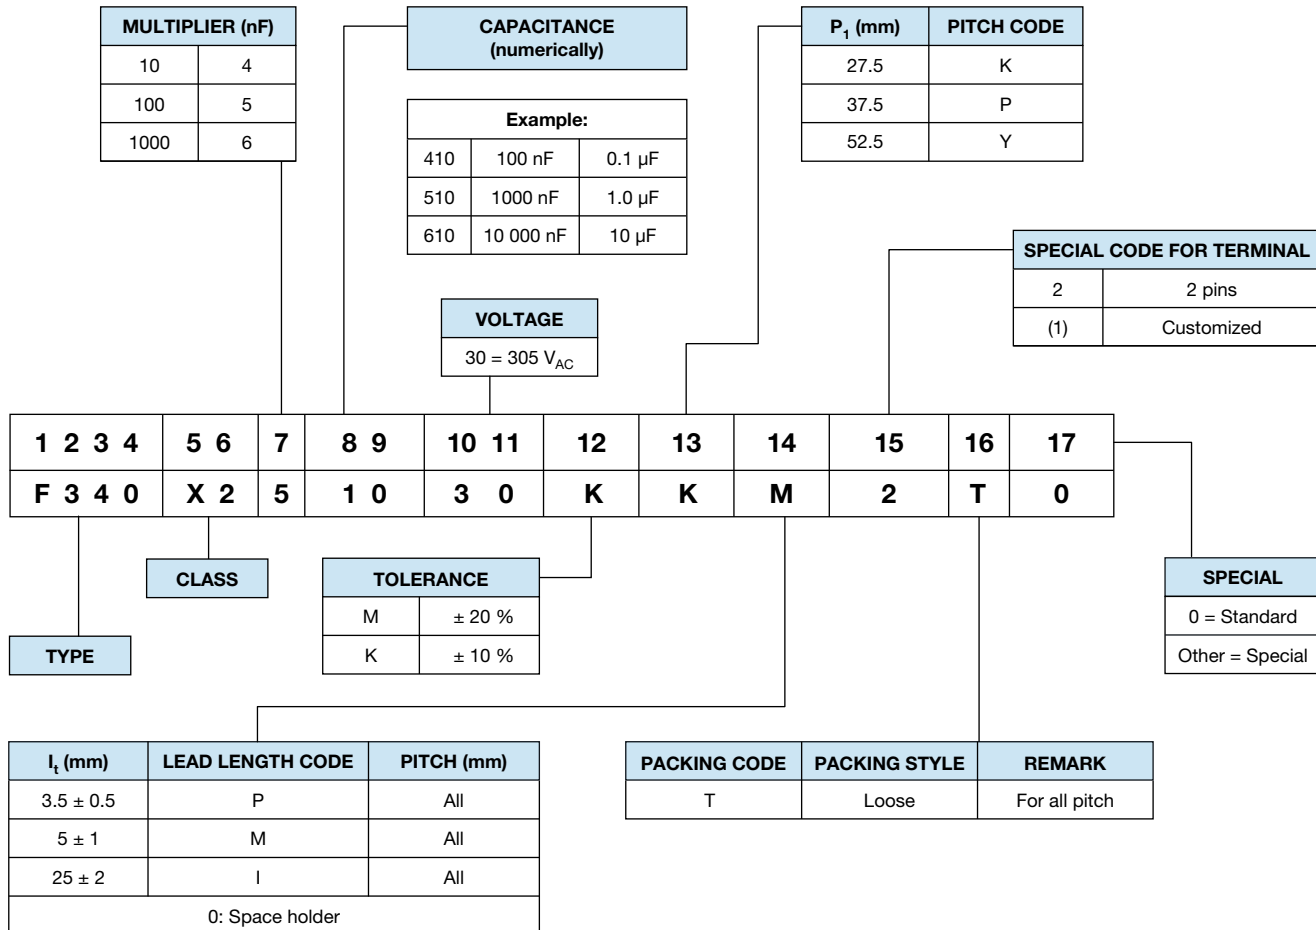 MULTIPLIER (nF)
10 4
100 5
1000 6
CAPACITANCE
(numerically)
Example:
410 100 nF 0.1 µF
510 1000 nF 1.0 µF
610 10 000 nF 10 µF
P1 (mm) PITCH CODE
27.5 K
37.5 P
52.5 Y
SPECIAL CODE FOR TERMINAL
2 2 pins
(1) Customized
VOLTAGE
30 = 305 VAC
1 2 3 4 5 6 7 8 9 10 11 12 13 14 15 16 17
F 3 4 0 X 2 5 1 0 3 0 K K M 2 T 0
TYPE
CLASS
TOLERANCE
M ± 20 %
K ± 10 %
SPECIAL
0 = Standard
Other = Special
It (mm) LEAD LENGTH CODE PITCH (mm)
3.5 ± 0.5 P All
5 ± 1 M All
25 ± 2 I All
0: Space holder
PACKING CODE PACKING STYLE REMARK
T Loose For all pitch